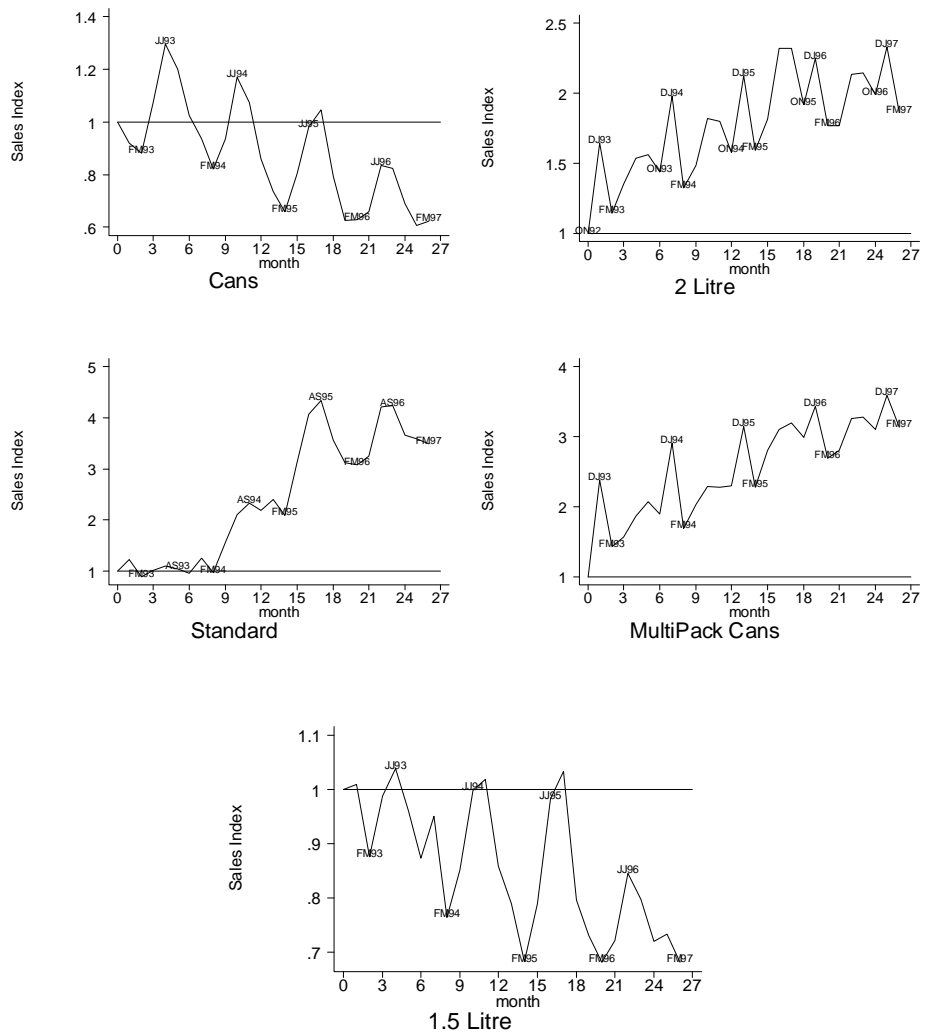 1.4
1.2
1
.8
.6
Sales Index
JJ93
FM93
FM94
JJ94
FM95
JJ95
FM96
JJ96
FM97
0 3 6 9 12 15 18 21 24 27
month
Cans
2.5
2
1.5
1
Sales Index
ON92
DJ93
FM93
ON93
DJ94
FM94
ON94
DJ95
FM95
ON95
DJ96
FM96
ON96
DJ97
FM97
0 3 6 9 12 15 18 21 24 27
month
2 Litre
5
4
3
2
1
Sales Index
FM93
AS93
FM94
AS94
FM95
AS95
FM96
AS96
FM97
0 3 6 9 12 15 18 21 24 27
month
Standard
4
3
2
1
Sales Index
DJ93
FM93
DJ94
FM94
DJ95
FM95
DJ96
FM96
DJ97
FM97
0 3 6 9 12 15 18 21 24 27
month
MultiPack Cans
1.1
1
.9
.8
.7
Sales Index
FM93
JJ93
FM94
JJ94
FM95
JJ95
FM96
JJ96
FM97
0 3 6 9 12 15 18 21 24 27
month
1.5 Litre